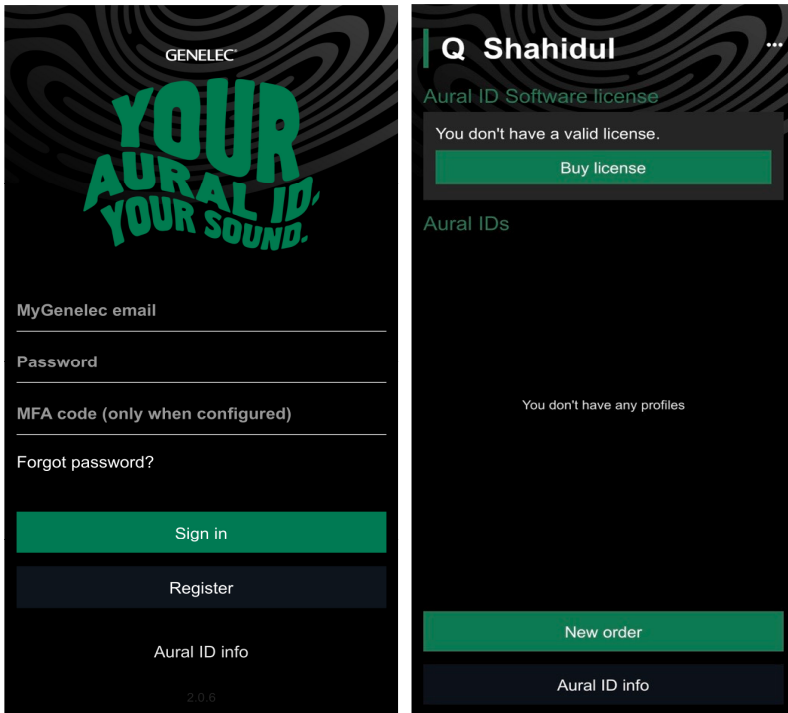 GENELEC®
YOUR
AURAL ID.
YOUR SOUND.
MyGenelec email
Password
MFA code (only when configured)
Forgot password?
Sign in
Register
Aural ID info
2.0.6
Q Shahidul
Aural ID Software license
You don't have a valid license.
Buy license
Aural IDs
You don't have any profiles
New order
Aural ID info